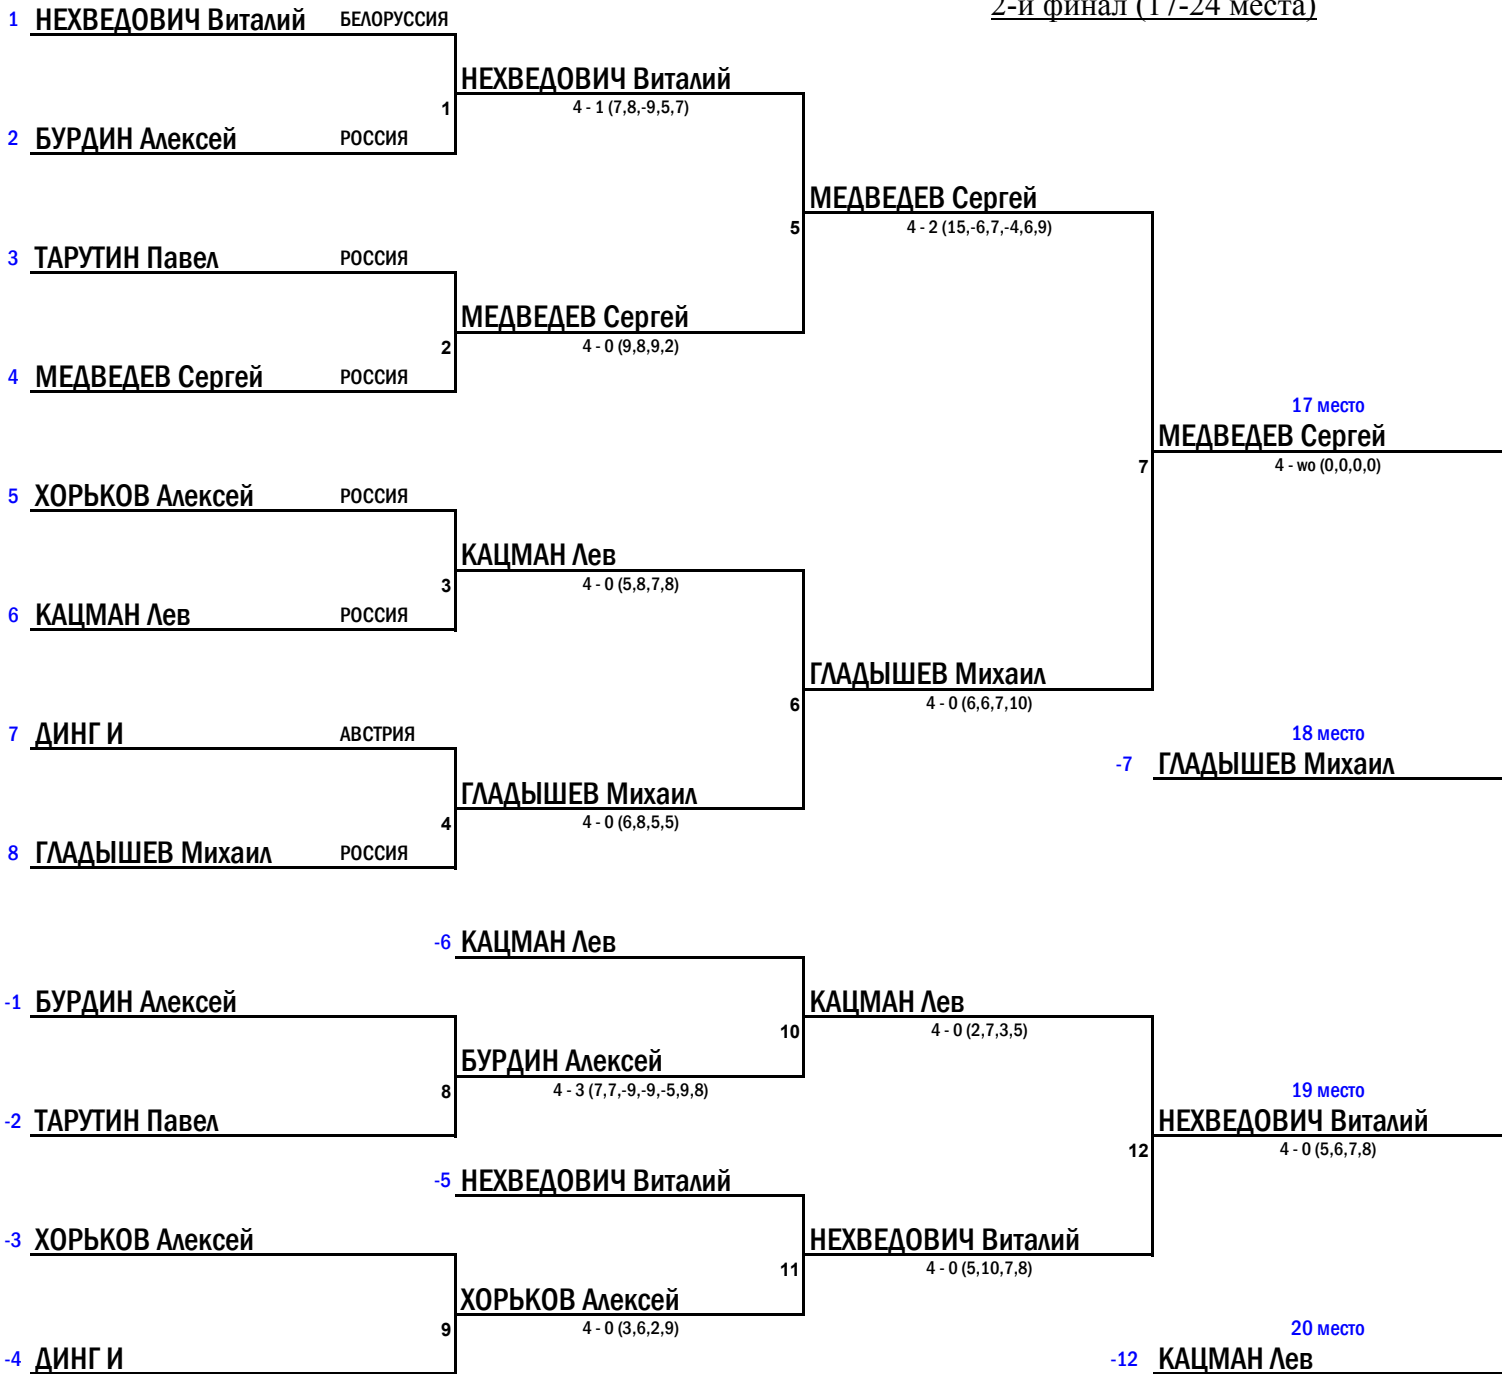 2-й финал (17-24 места)
1 НЕХВЕДОВИЧ Виталий БЕЛОРУССИЯ
НЕХВЕДОВИЧ Виталий
1 4 - 1 (7,8,-9,5,7)
2 БУРДИН Алексей РОССИЯ
МЕДВЕДЕВ Сергей
5 4 - 2 (15,-6,7,-4,6,9)
3 ТАРУТИН Павел РОССИЯ
МЕДВЕДЕВ Сергей
2 4 - 0 (9,8,9,2)
4 МЕДВЕДЕВ Сергей РОССИЯ
17 место
МЕДВЕДЕВ Сергей
7 4 - wo (0,0,0,0)
5 ХОРЬКОВ Алексей РОССИЯ
КАЦМАН Лев
3 4 - 0 (5,8,7,8)
6 КАЦМАН Лев РОССИЯ
ГЛАДЫШЕВ Михаил
6 4 - 0 (6,6,7,10)
7 ДИНГ И АВСТРИЯ
18 место
-7 ГЛАДЫШЕВ Михаил
ГЛАДЫШЕВ Михаил
4 4 - 0 (6,8,5,5)
8 ГЛАДЫШЕВ Михаил РОССИЯ
-6 КАЦМАН Лев
-1 БУРДИН Алексей
КАЦМАН Лев
10 4 - 0 (2,7,3,5)
БУРДИН Алексей
8 4 - 3 (7,7,-9,-9,-5,9,8)
19 место
-2 ТАРУТИН Павел
НЕХВЕДОВИЧ Виталий
12 4 - 0 (5,6,7,8)
-5 НЕХВЕДОВИЧ Виталий
-3 ХОРЬКОВ Алексей
НЕХВЕДОВИЧ Виталий
11 4 - 0 (5,10,7,8)
ХОРЬКОВ Алексей
9 4 - 0 (3,6,2,9)
20 место
-4 ДИНГ И
-12 КАЦМАН Лев